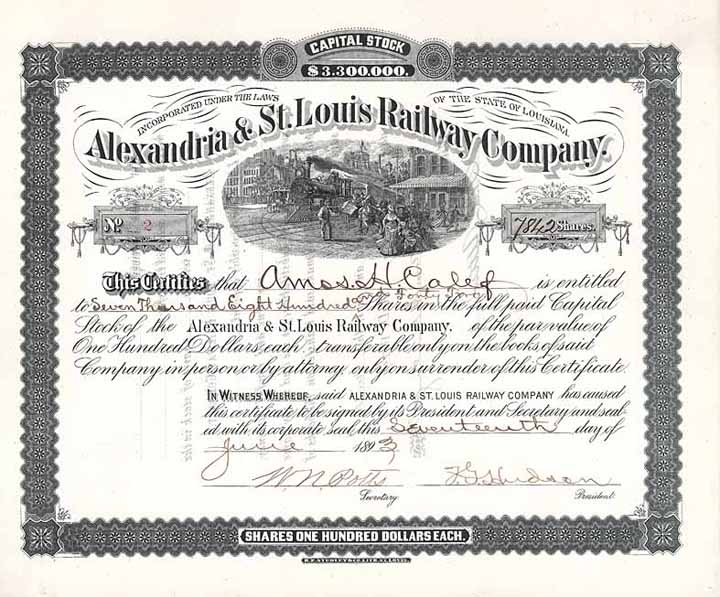 CAPITAL STOCK
$3,300,000.
INCORPORATED UNDER THE LAWS OF THE STATE OF LOUISIANA.
Alexandria & St. Louis Railway Company.
No. 2
7842 Shares.
This Certifies that Amos. H. Calef is entitled
to Seven Thousand Eight Hundred and Forty Two Shares in the full paid Capital
Stock of the Alexandria & St. Louis Railway Company. of the par value of
One Hundred Dollars each transferable only on the books of said
Company in person or by attorney only on surrender of this Certificate
IN WITNESS WHEREOF, said ALEXANDRIA & ST. LOUIS RAILWAY COMPANY has caused
this certificate to be signed by its President and Secretary and seal-
ed with its corporate seal, this Seventeenth day of
June 1893
W. N. Potts
F. G. Hudson
Secretary.
President.
SHARES ONE HUNDRED DOLLARS EACH.